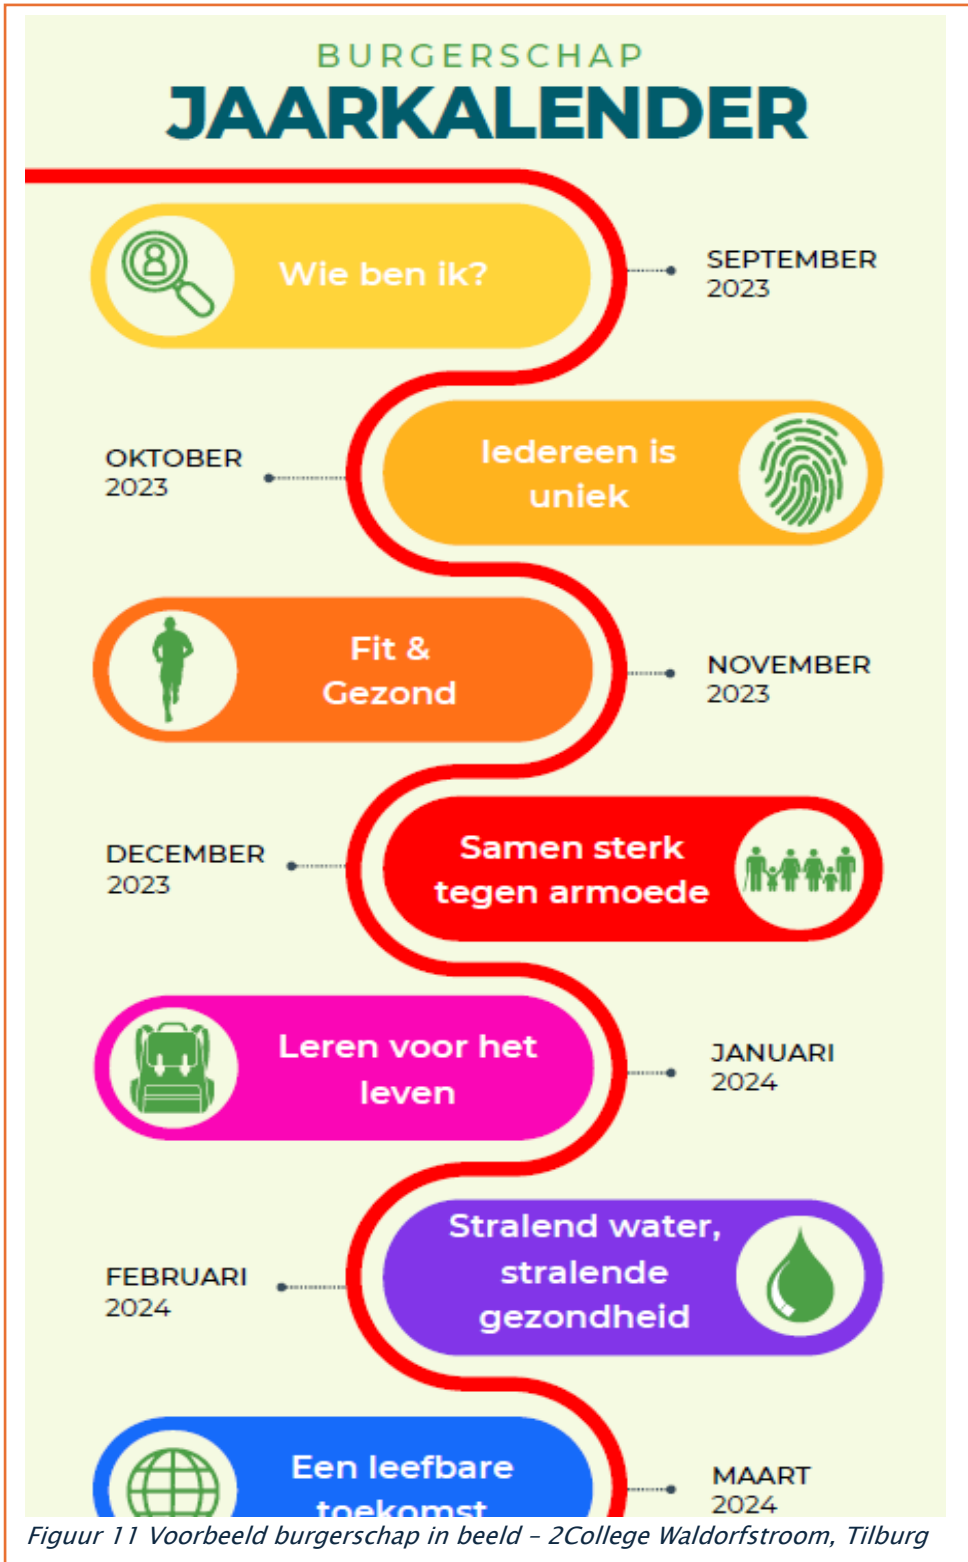 BURGERSCHAP
JAARKALENDER
Wie ben ik?
SEPTEMBER
2023
OKTOBER
2023
Iedereen is
uniek
Fit &
Gezond
NOVEMBER
2023
DECEMBER
2023
Samen sterk
tegen armoede
Leren voor het
leven
JANUARI
2024
FEBRUARI
2024
Stralend water,
stralende
gezondheid
Een leefbare
toekomst
MAART
2024
Figuur 11 Voorbeeld burgerschap in beeld – 2College Waldorfstroom, Tilburg